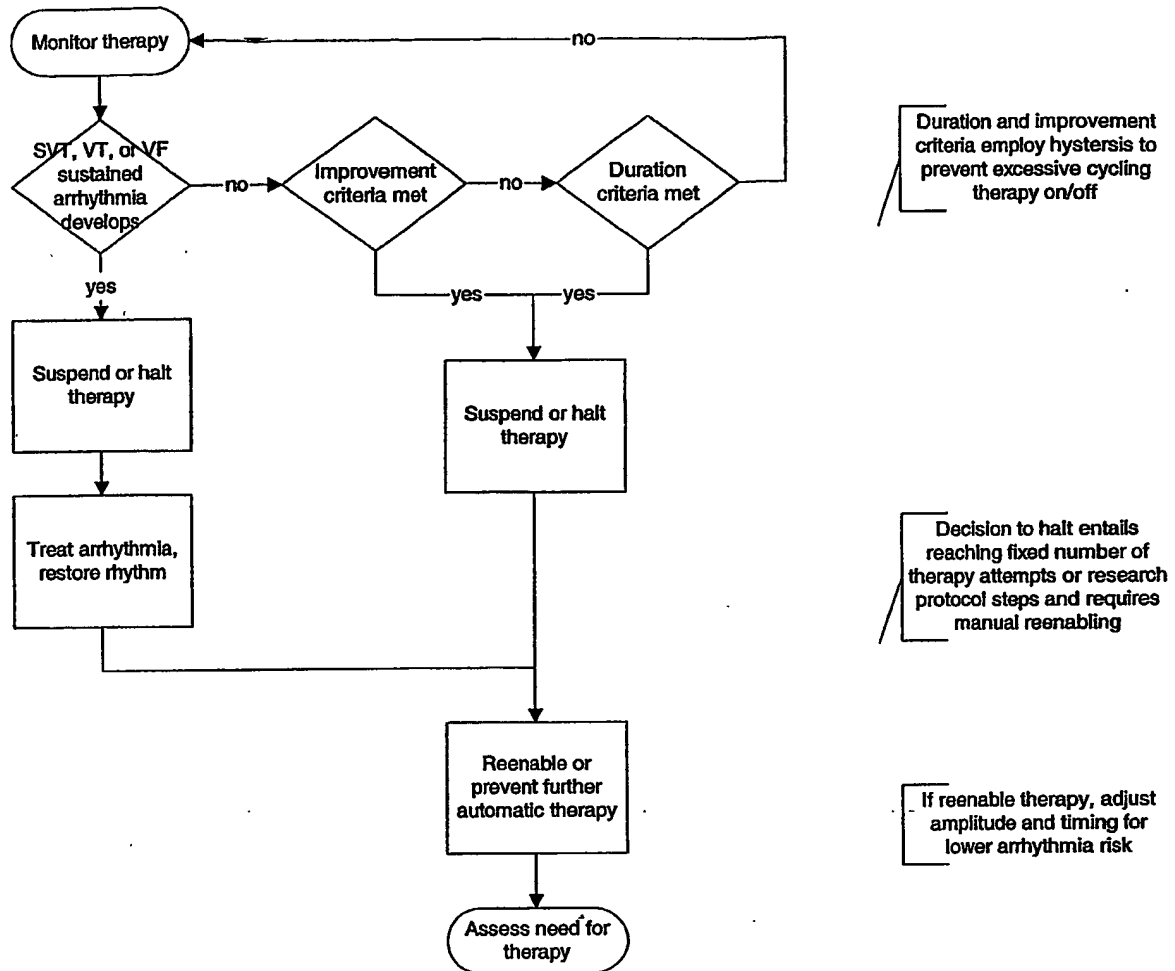 Monitor therapy
no
SVT, VT, or VF
sustained
arrhythmia
develops
no
Improvement
criteria met
no
Duration
criteria met
Duration and improvement
criteria employ hystersis to
prevent excessive cycling
therapy on/off
yes
yes
yes
Suspend or halt
therapy
Suspend or halt
therapy
Treat arrhythmia,
restore rhythm
Decision to halt entails
reaching fixed number of
therapy attempts or research
protocol steps and requires
manual reenabling
Reenable or
prevent further
automatic therapy
If reenable therapy, adjust
amplitude and timing for
lower arrhythmia risk
Assess need for
therapy